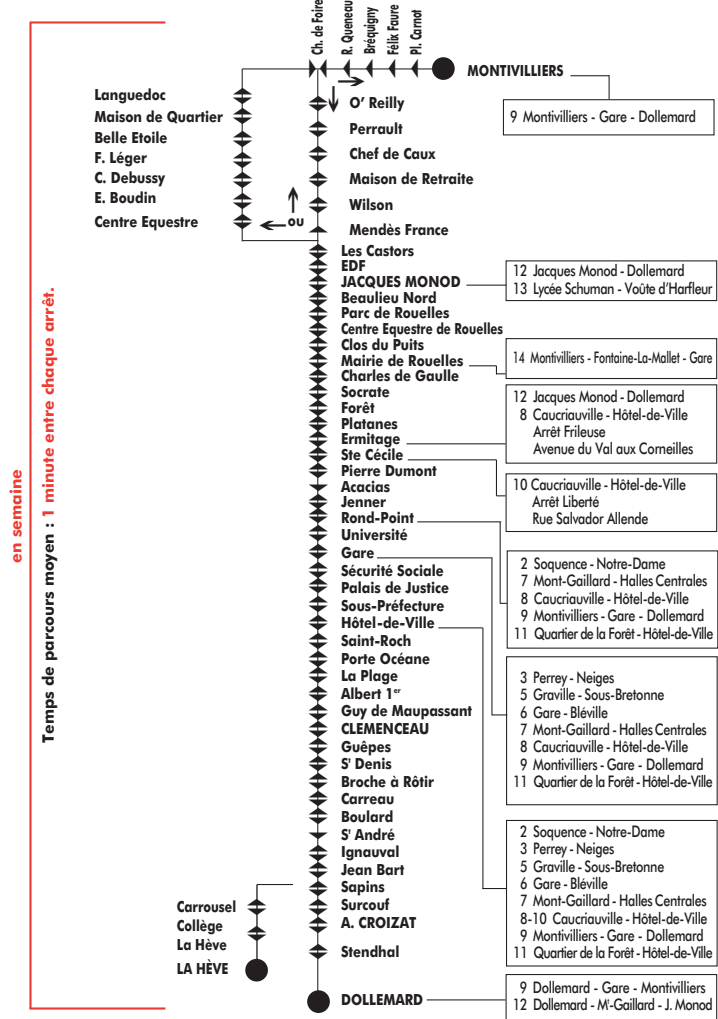 Ch. de Foire
R. Queneau
Bréquigny
Félix Faure
Pl. Carnot
MONTIVILLIERS
9 Montivilliers - Gare - Dollemard
Languedoc
Maison de Quartier
Belle Etoile
F. Léger
C. Debussy
E. Boudin
Centre Equestre
ou
O' Reilly
Perrault
Chef de Caux
Maison de Retraite
Wilson
Mendès France
Les Castors
EDF
JACQUES MONOD
Beaulieu Nord
Parc de Rouelles
Centre Equestre de Rouelles
Clos du Puits
Mairie de Rouelles
Charles de Gaulle
Socrate
Forêt
Platanes
Ermitage
Ste Cécile
Pierre Dumont
Acacias
Jenner
Rond-Point
Université
Gare
Sécurité Sociale
Palais de Justice
Sous-Préfecture
Hôtel-de-Ville
Saint-Roch
Porte Océane
La Plage
Albert 1er
Guy de Maupassant
CLEMENCEAU
Guêpes
St Denis
Broche à Rôtir
Carreau
Boulard
St André
Ignauval
Jean Bart
Sapins
Surcouf
A. CROIZAT
Stendhal
DOLLEMARD
Carrousel
Collège
La Hève
LA HÈVE
12 Jacques Monod - Dollemard
13 Lycée Schuman - Voûte d'Harfleur
14 Montivilliers - Fontaine-La-Mallet - Gare
12 Jacques Monod - Dollemard
8 Caucriauville - Hôtel-de-Ville
Arrêt Frileuse
Avenue du Val aux Corneilles
10 Caucriauville - Hôtel-de-Ville
Arrêt Liberté
Rue Salvador Allende
2 Soquence - Notre-Dame
7 Mont-Gaillard - Halles Centrales
8 Caucriauville - Hôtel-de-Ville
9 Montivilliers - Gare - Dollemard
11 Quartier de la Forêt - Hôtel-de-Ville
3 Perrey - Neiges
5 Graville - Sous-Bretonne
6 Gare - Bléville
7 Mont-Gaillard - Halles Centrales
8 Caucriauville - Hôtel-de-Ville
9 Montivilliers - Gare - Dollemard
11 Quartier de la Forêt - Hôtel-de-Ville
2 Soquence - Notre-Dame
3 Perrey - Neiges
5 Graville - Sous-Bretonne
6 Gare - Bléville
7 Mont-Gaillard - Halles Centrales
8-10 Caucriauville - Hôtel-de-Ville
9 Montivilliers - Gare - Dollemard
11 Quartier de la Forêt - Hôtel-de-Ville
9 Dollemard - Gare - Montivilliers
12 Dollemard - Mt-Gaillard - J. Monod
en semaine
Temps de parcours moyen : 1 minute entre chaque arrêt.